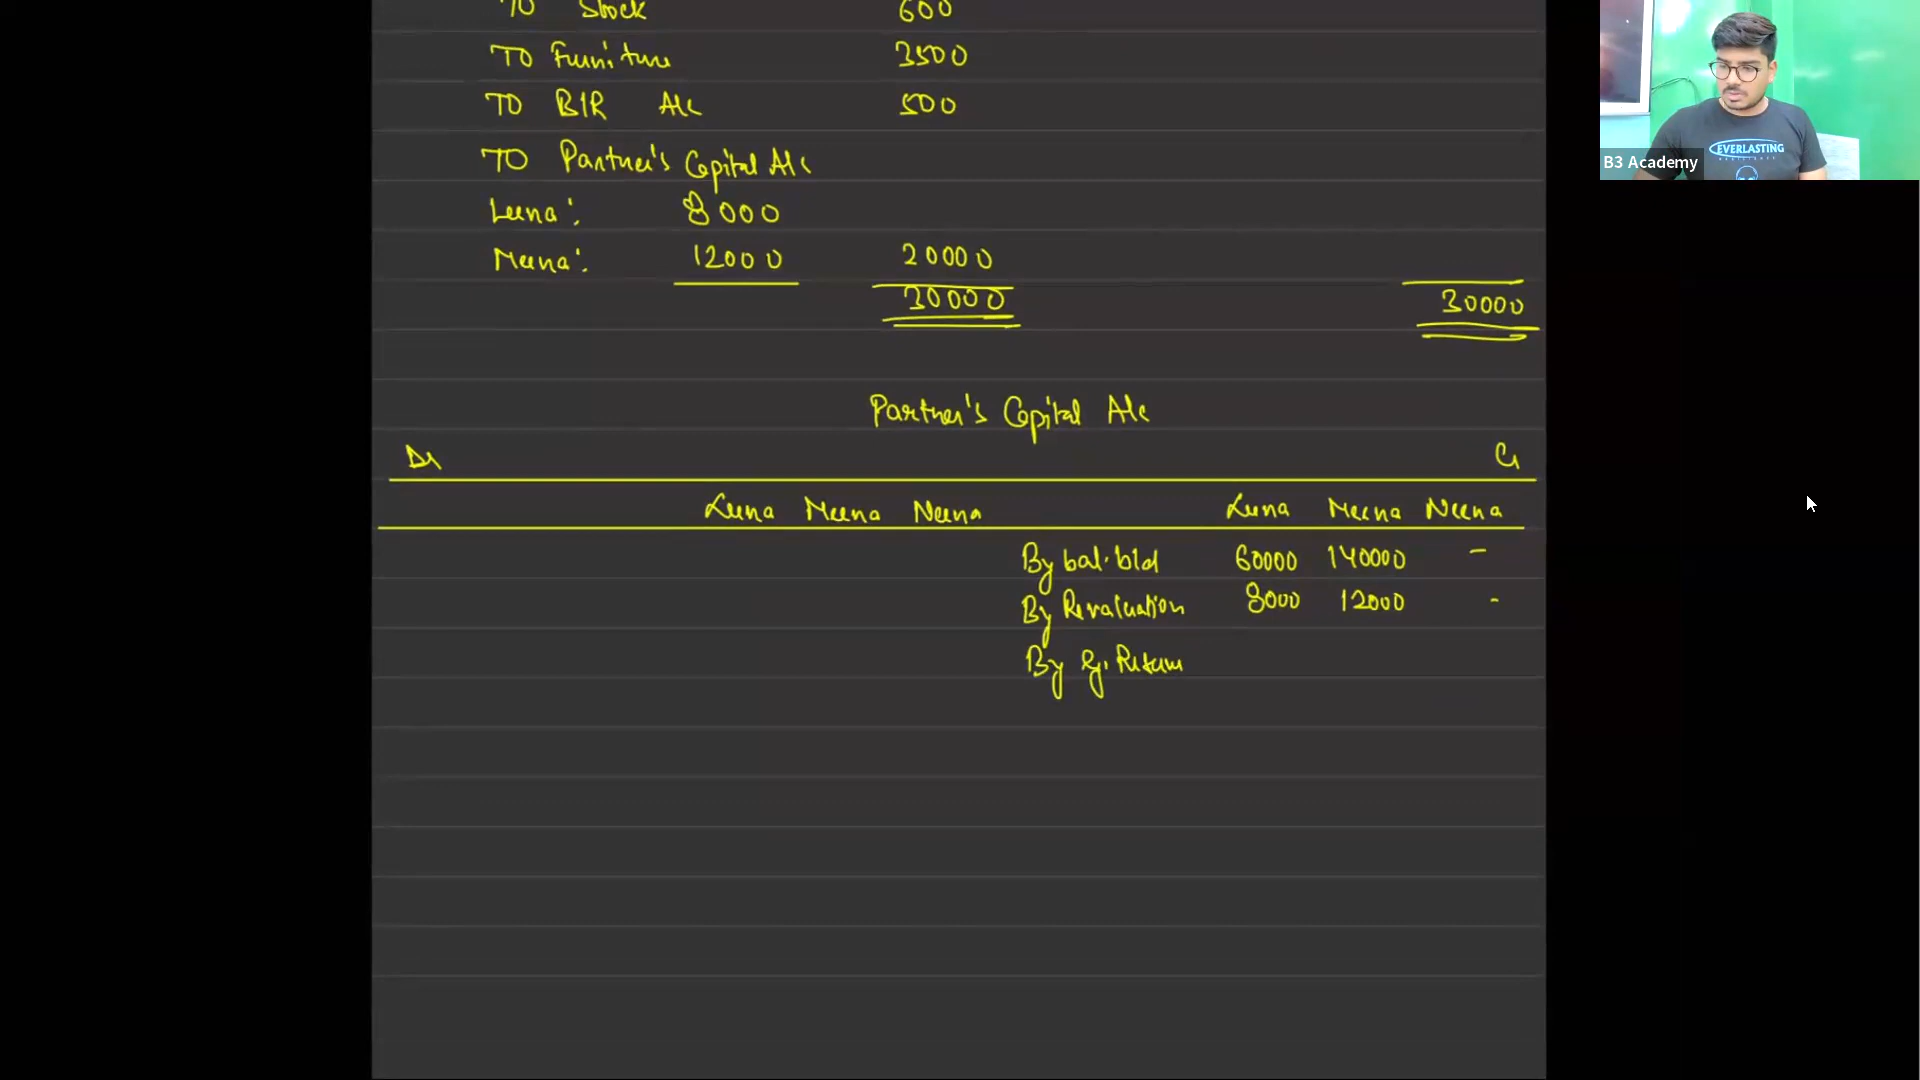 TO Stock 600
TO Furniture 3500
TO B/R A/c 500
TO Partner's Capital A/c
Leena: 8000
Meena: 12000 20000
30000 30000
Partner's Capital A/c
Dr Cr
Leena Meena Neena Leena Meena Neena
By bal. b/d 60000 140000 -
By Revaluation 8000 12000 -
By G. Return
B3 Academy
EVERLASTING